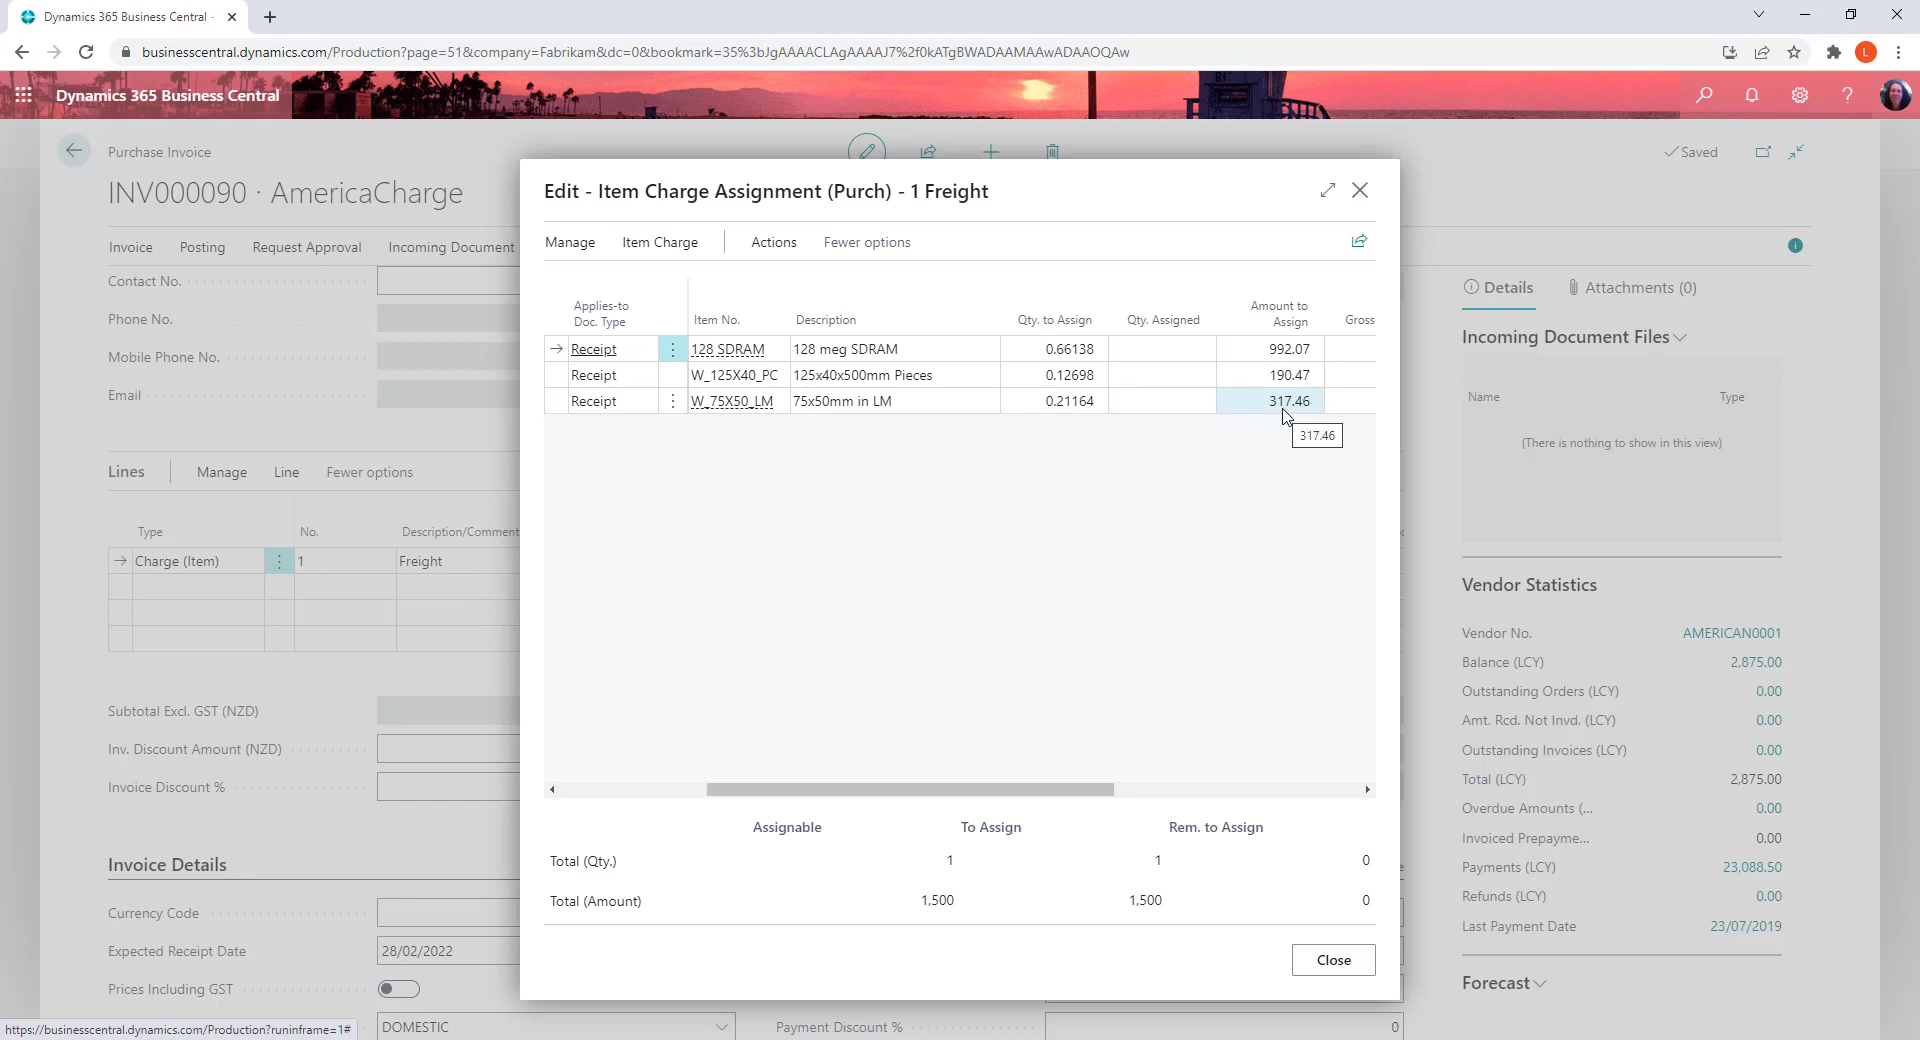 Dynamics 365 Business Central -
businesscentral.dynamics.com/Production?page=51&company=Fabrikam&dc=0&bookmark=35%3bJgAAAACLAgAAAAJ7%2f0kATgBWADAAMAAwADAAOQAw
L
Dynamics 365 Business Central
Purchase Invoice
Saved
INV000090 · AmericaCharge
Invoice Posting Request Approval Incoming Document
Contact No.
Phone No.
Mobile Phone No.
Email
Lines Manage Line Fewer options
Type No. Description/Comment
Charge (Item) 1 Freight
Subtotal Excl. GST (NZD)
Inv. Discount Amount (NZD)
Invoice Discount %
Invoice Details
Currency Code
Expected Receipt Date 28/02/2022
Prices Including GST
DOMESTIC Payment Discount % 0
https://businesscentral.dynamics.com/Production?runinframe=1#
Edit - Item Charge Assignment (Purch) - 1 Freight
Manage Item Charge Actions Fewer options
Applies-to Doc. Type Item No. Description Qty. to Assign Qty. Assigned Amount to Assign Gross
Receipt 128 SDRAM 128 meg SDRAM 0.66138 992.07
Receipt W_125X40_PC 125x40x500mm Pieces 0.12698 190.47
Receipt W_75X50_LM 75x50mm in LM 0.21164 317.46
317.46
Assignable To Assign Rem. to Assign
Total (Qty.) 1 1 0
Total (Amount) 1,500 1,500 0
Close
Details Attachments (0)
Incoming Document Files
Name Type
(There is nothing to show in this view)
Vendor Statistics
Vendor No. AMERICAN0001
Balance (LCY) 2,875.00
Outstanding Orders (LCY) 0.00
Amt. Rcd. Not Invd. (LCY) 0.00
Outstanding Invoices (LCY) 0.00
Total (LCY) 2,875.00
Overdue Amounts (... 0.00
Invoiced Prepayme... 0.00
Payments (LCY) 23,088.50
Refunds (LCY) 0.00
Last Payment Date 23/07/2019
Forecast